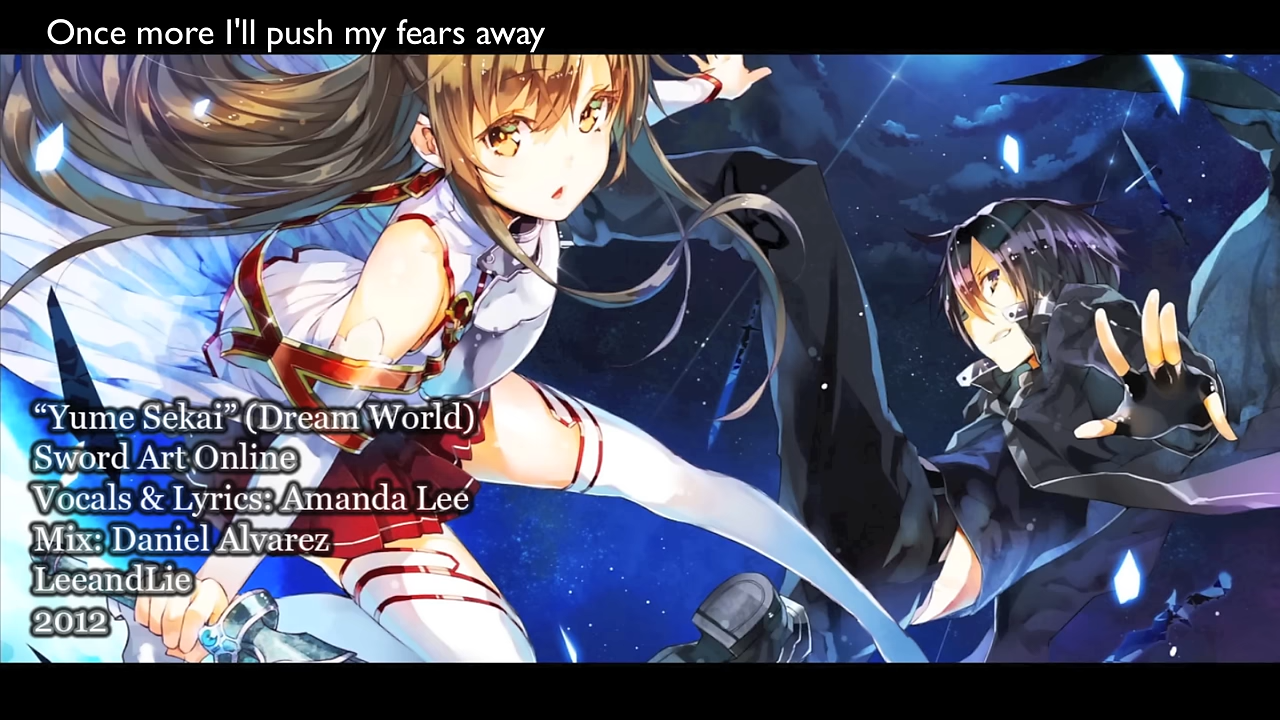 Once more I'll push my fears away
“Yume Sekai” (Dream World)
Sword Art Online
Vocals & Lyrics: Amanda Lee
Mix: Daniel Alvarez
LeeandLie
2012